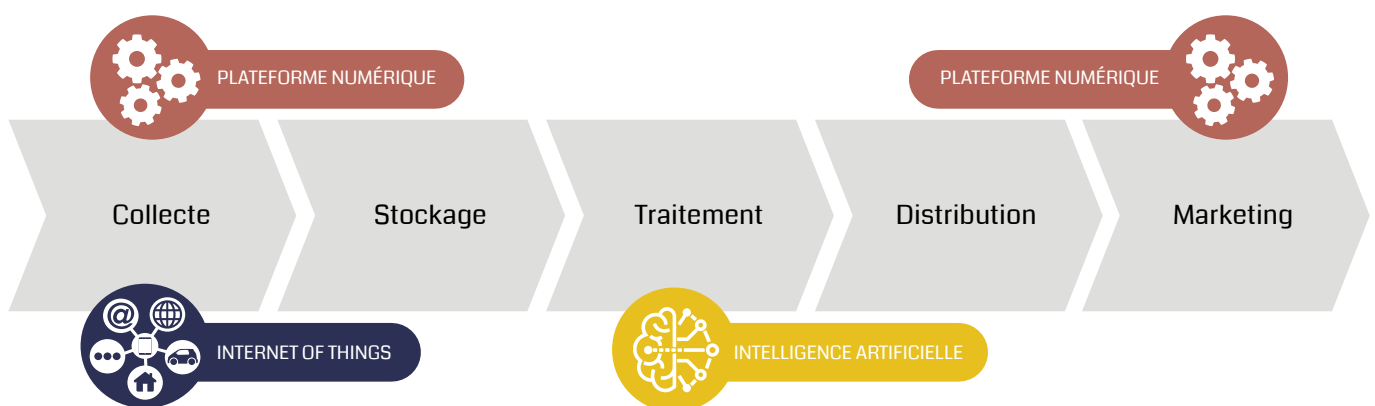 PLATEFORME NUMÉRIQUE
PLATEFORME NUMÉRIQUE
Collecte
Stockage
Traitement
Distribution
Marketing
@
INTERNET OF THINGS
INTELLIGENCE ARTIFICIELLE